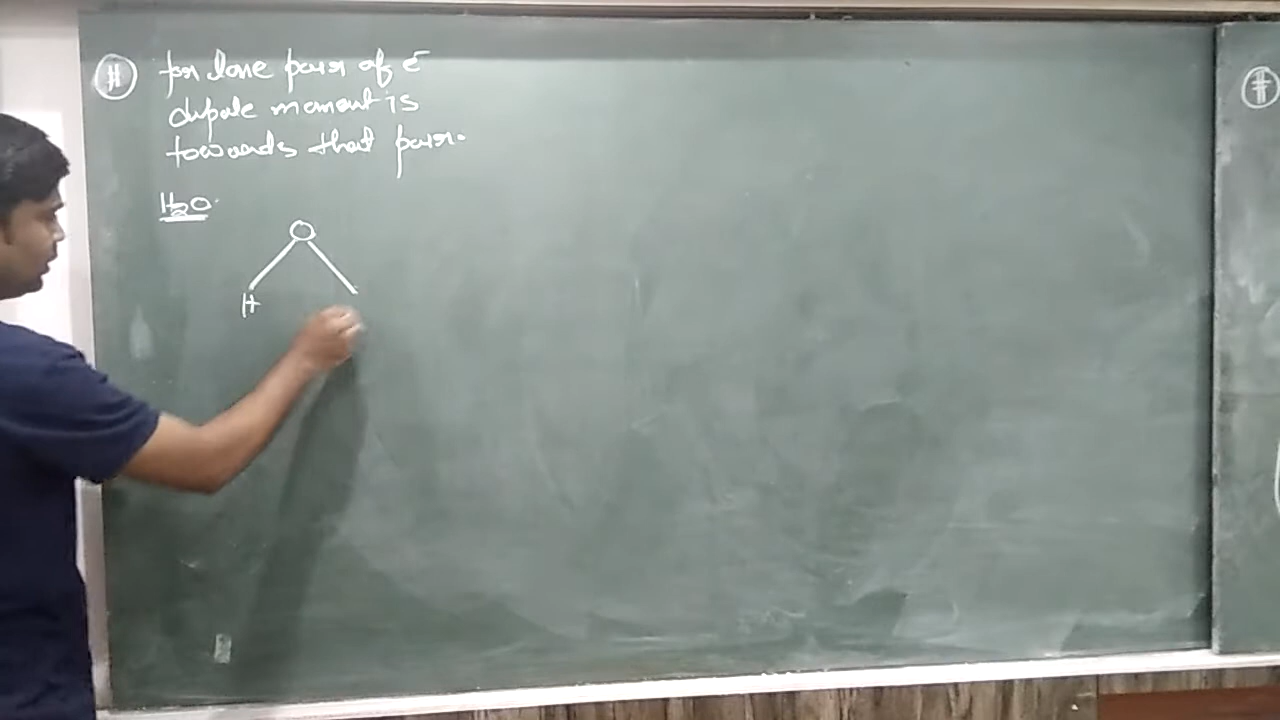 # for lone pair of e⁻
dipole moment is
towards that pair.
H₂O.
O
H
#